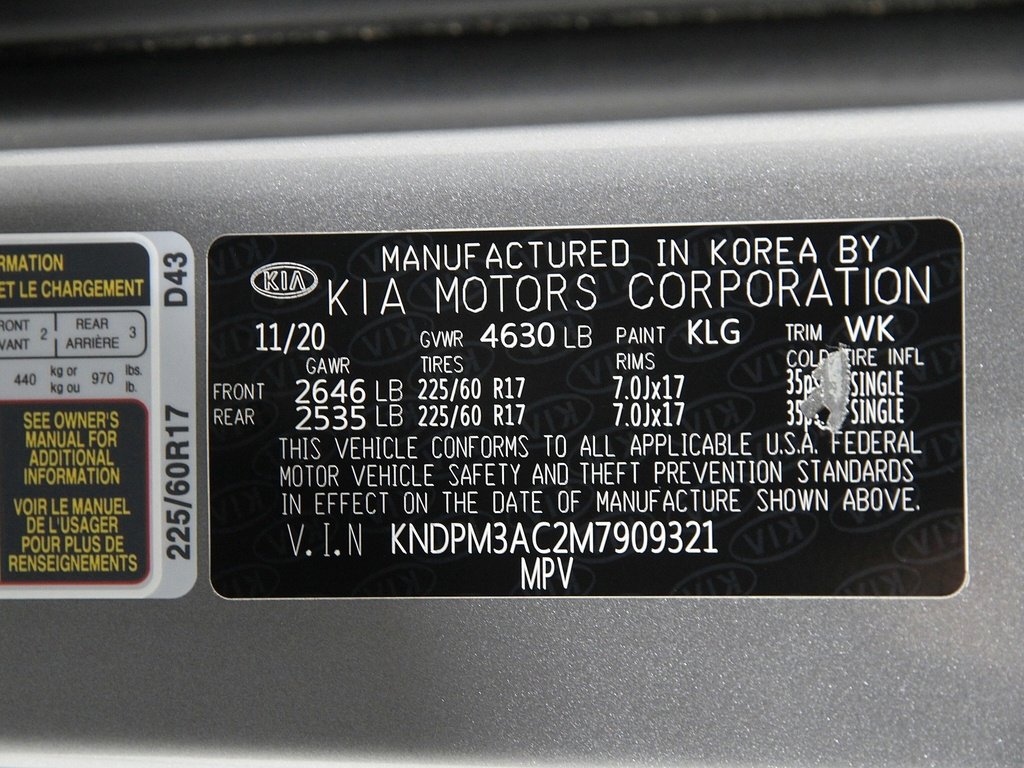 RMATION
ET LE CHARGEMENT
RONT 2 REAR 3
VANT ARRIÈRE
440 kg or 970 lbs.
kg ou lb.
SEE OWNER'S
MANUAL FOR
ADDITIONAL
INFORMATION
VOIR LE MANUEL
DE L'USAGER
POUR PLUS DE
RENSEIGNEMENTS
D43
225/60R17
KIA
MANUFACTURED IN KOREA BY
KIA MOTORS CORPORATION
11/20 GVWR 4630 LB PAINT KLG TRIM WK
GAWR TIRES RIMS COLD TIRE INFL
FRONT 2646 LB 225/60 R17 7.0Jx17 SINGLE
REAR 2535 LB 225/60 R17 7.0Jx17 SINGLE
THIS VEHICLE CONFORMS TO ALL APPLICABLE U.S.A. FEDERAL
MOTOR VEHICLE SAFETY AND THEFT PREVENTION STANDARDS
IN EFFECT ON THE DATE OF MANUFACTURE SHOWN ABOVE.
V.I.N KNDPM3AC2M7909321
MPV